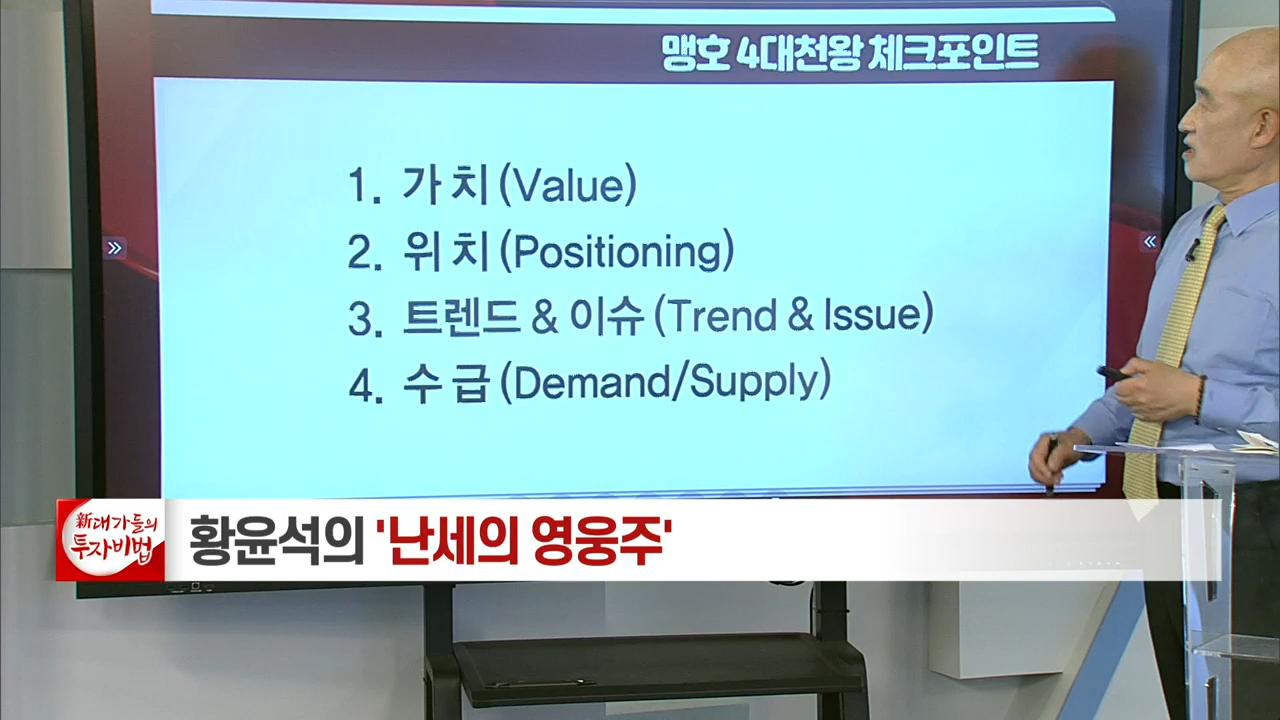 맹호 4대천왕 체크포인트
1. 가 치 (Value)
2. 위 치 (Positioning)
3. 트렌드 & 이슈 (Trend & Issue)
4. 수 급 (Demand/Supply)
新 대가들의
투자비법
황윤석의 '난세의 영웅주'